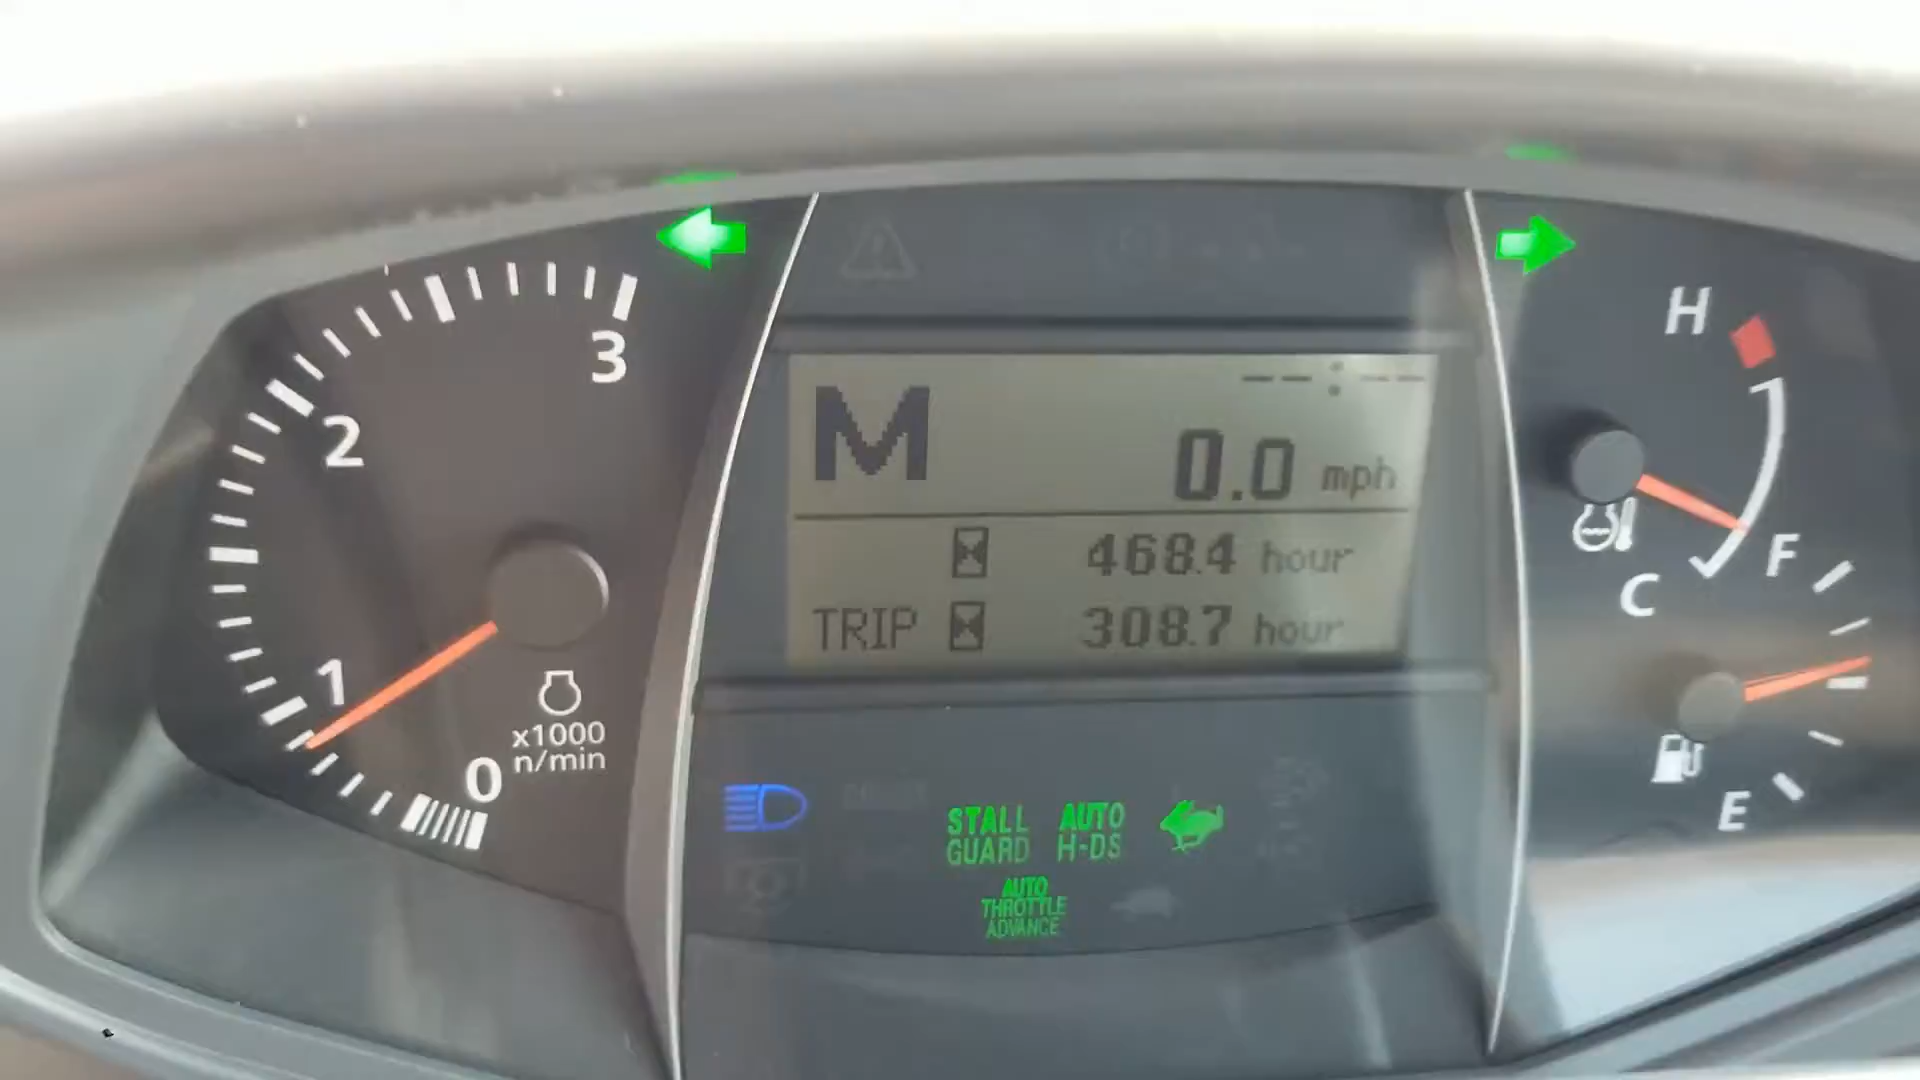 3
2
1
0
x1000
n/min
M
--:--
0.0 mph
468.4 hour
TRIP 308.7 hour
H
C
F
E
STALL
GUARD
AUTO
H-DS
AUTO
THROTTLE
ADVANCE